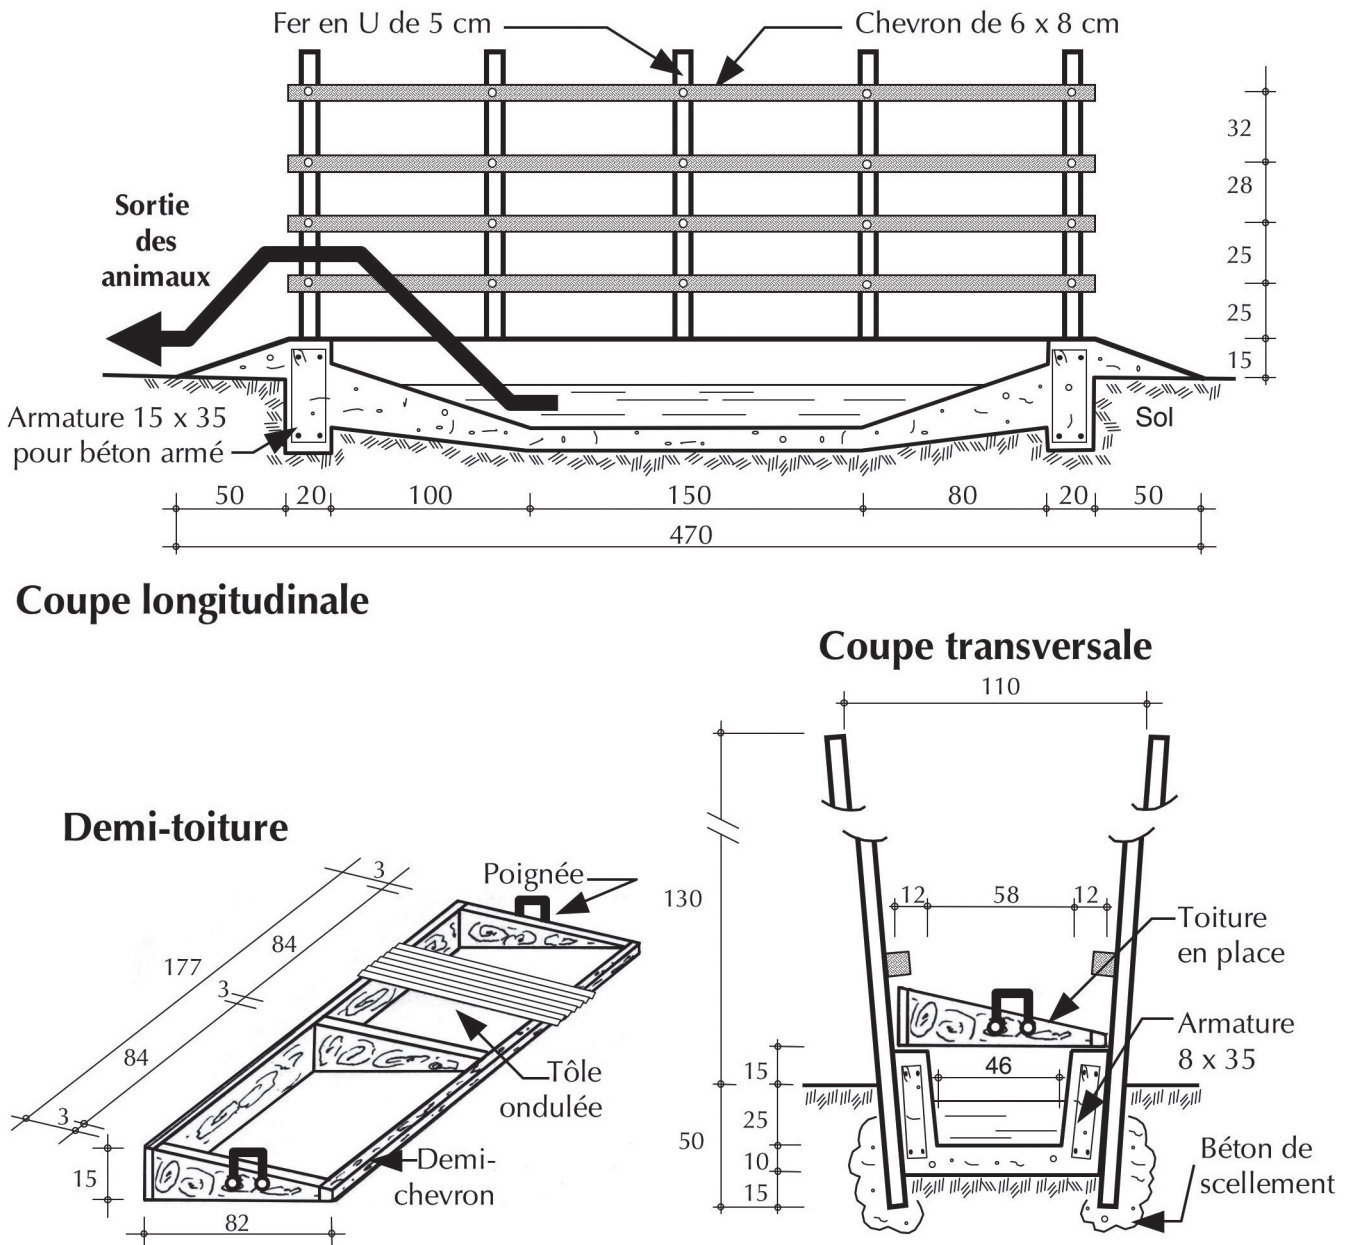 Fer en U de 5 cm
Chevron de 6 x 8 cm
32
28
25
25
15
Sortie
des
animaux
Armature 15 x 35
pour béton armé
Sol
50
20
100
150
80
20
50
470
Coupe longitudinale
Coupe transversale
110
130
12
58
12
Toiture
en place
Armature
8 x 35
46
15
25
50
10
15
Béton de
scellement
Demi-toiture
Poignée
3
84
177
3
84
3
15
82
Tôle
ondulée
Demi-
chevron